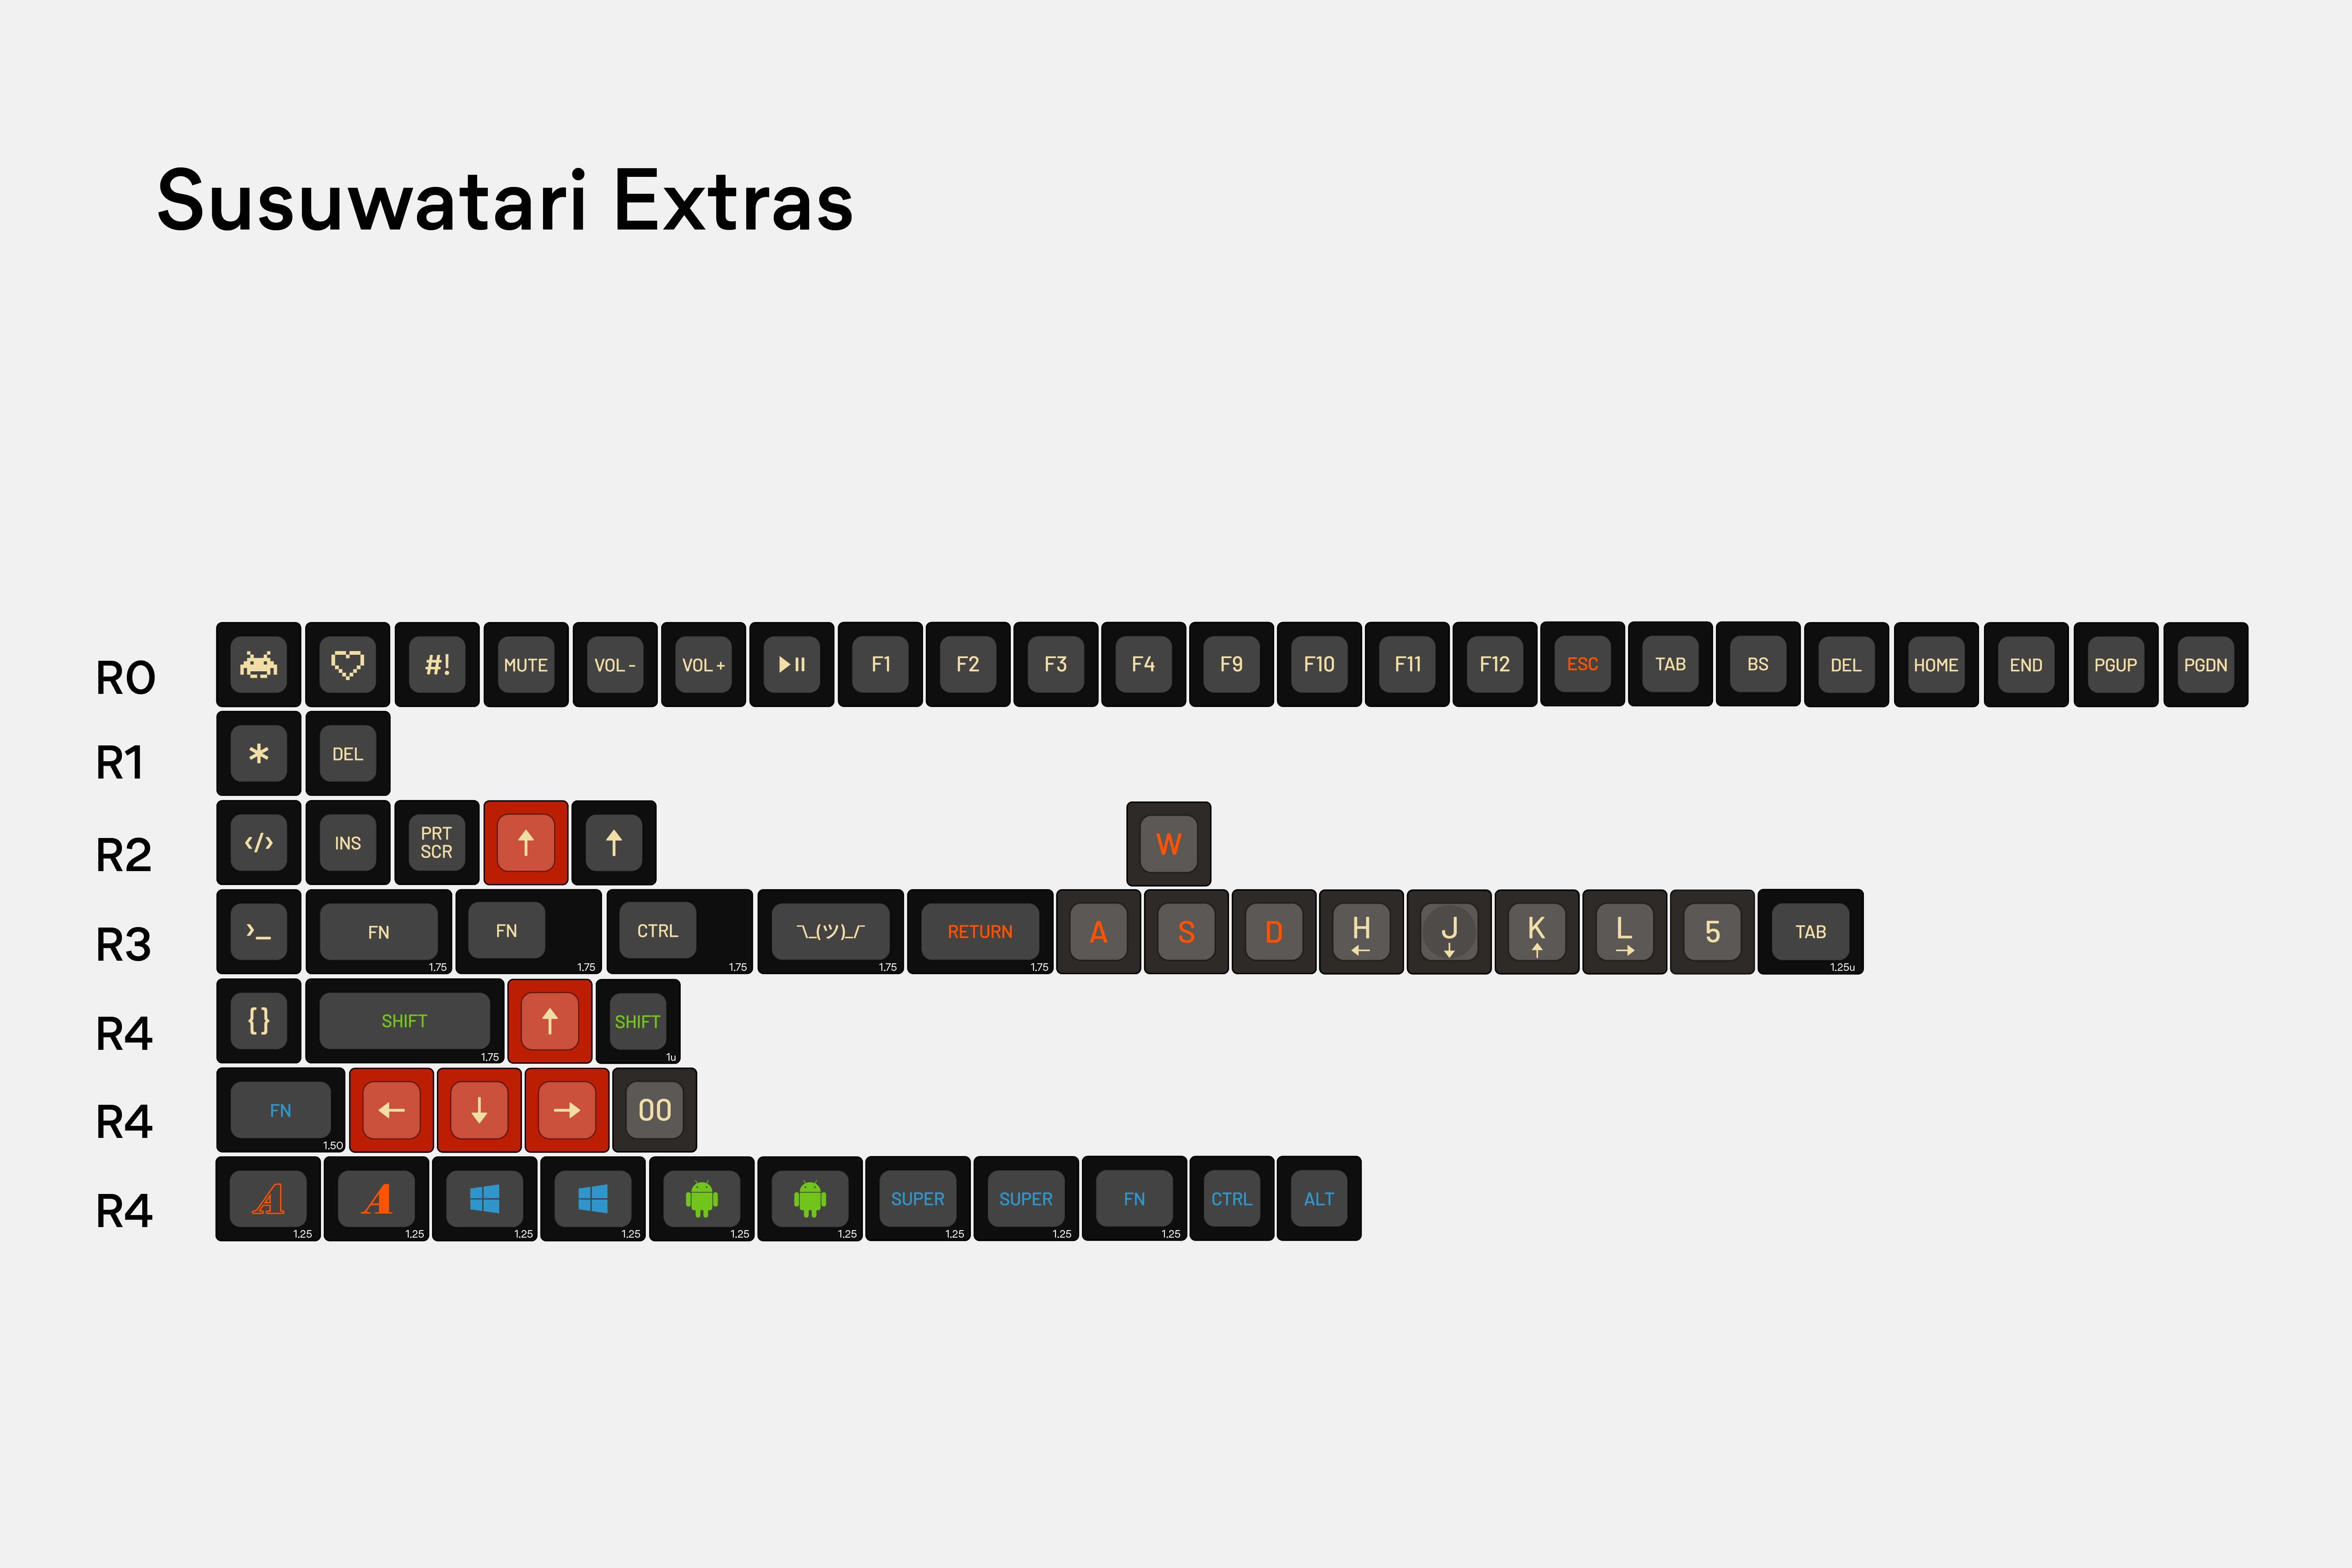 Susuwatari Extras
R0 #! MUTE VOL - VOL + F1 F2 F3 F4 F9 F10 F11 F12 ESC TAB BS DEL HOME END PGUP PGDN
R1 * DEL
R2 </> INS PRT SCR ↑ ↑ W
R3 ›_ FN 1.75 FN 1.75 CTRL 1.75 ¯\_(ツ)_/¯ 1.75 RETURN 1.75 A S D H ← J ↓ K ↑ L → 5 TAB 1.25u
R4 {} SHIFT 1.75 ↑ SHIFT 1u
R4 FN 1.50 ← ↓ → 00
R4 A 1.25 A 1.25 1.25 1.25 1.25 1.25 SUPER 1.25 SUPER 1.25 FN 1.25 CTRL ALT